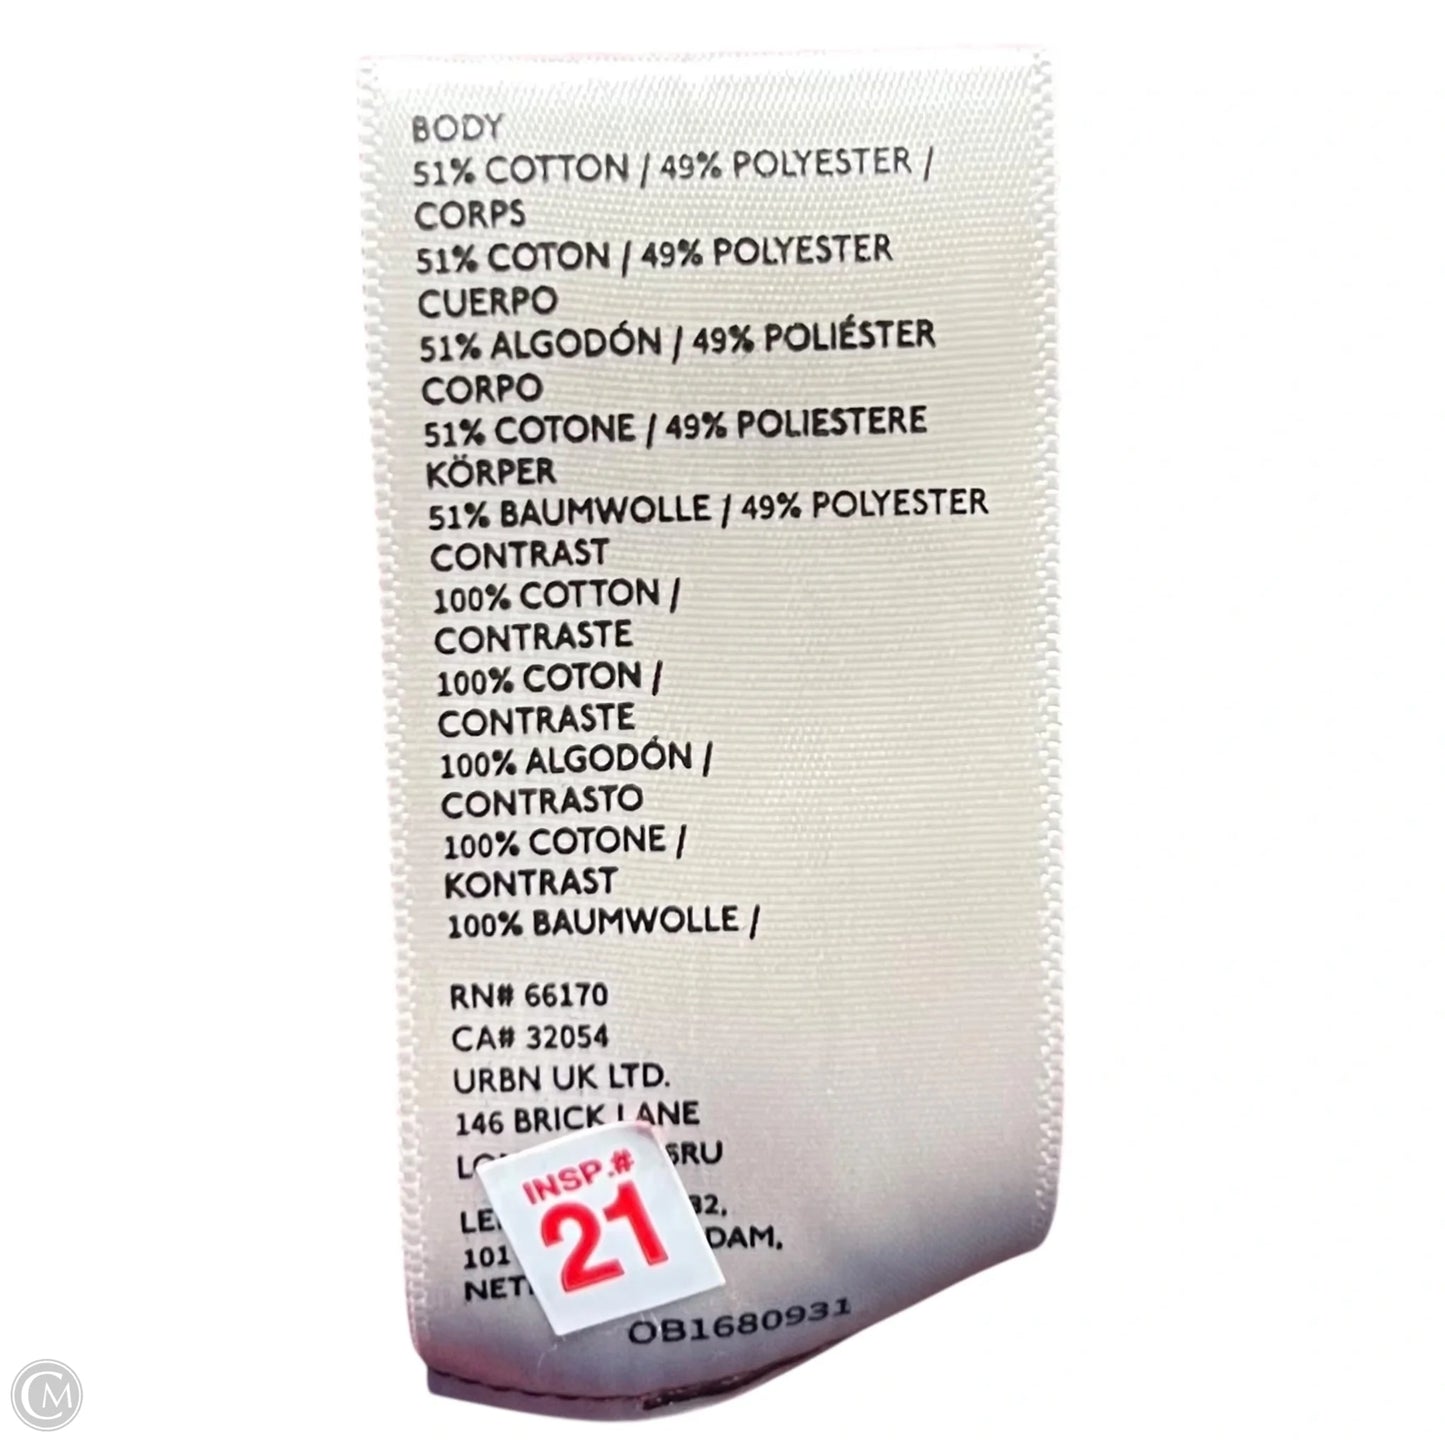 BODY
51% COTTON / 49% POLYESTER /
CORPS
51% COTON / 49% POLYESTER
CUERPO
51% ALGODÓN / 49% POLIÉSTER
CORPO
51% COTONE / 49% POLIESTERE
KÖRPER
51% BAUMWOLLE / 49% POLYESTER
CONTRAST
100% COTTON /
CONTRASTE
100% COTON /
CONTRASTE
100% ALGODÓN /
CONTRASTO
100% COTONE /
KONTRAST
100% BAUMWOLLE /
RN# 66170
CA# 32054
URBN UK LTD.
146 BRICK LANE
101
INSP.#
21
OB1680931
CM